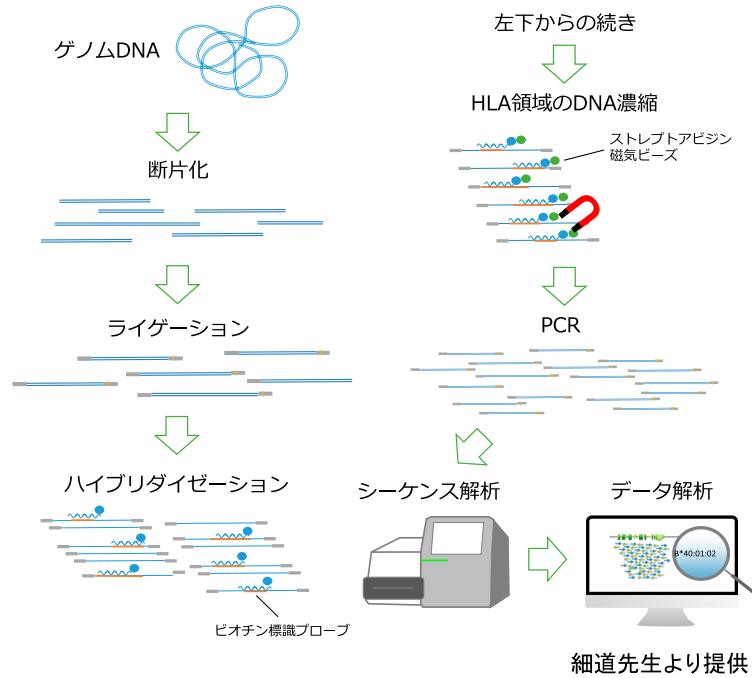 ゲノムDNA
断片化
ライゲーション
ハイブリダイゼーション
ビオチン標識プローブ
左下からの続き
HLA領域のDNA濃縮
ストレプトアビジン
磁気ビーズ
PCR
シーケンス解析
データ解析
B*40:01:02
細道先生より提供